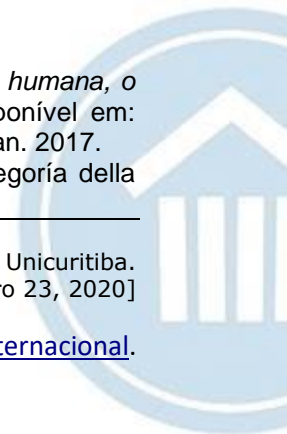 humana, o
ponível em:
an. 2017.
egoría della
Unicuritiba.
ro 23, 2020]
ternacional.